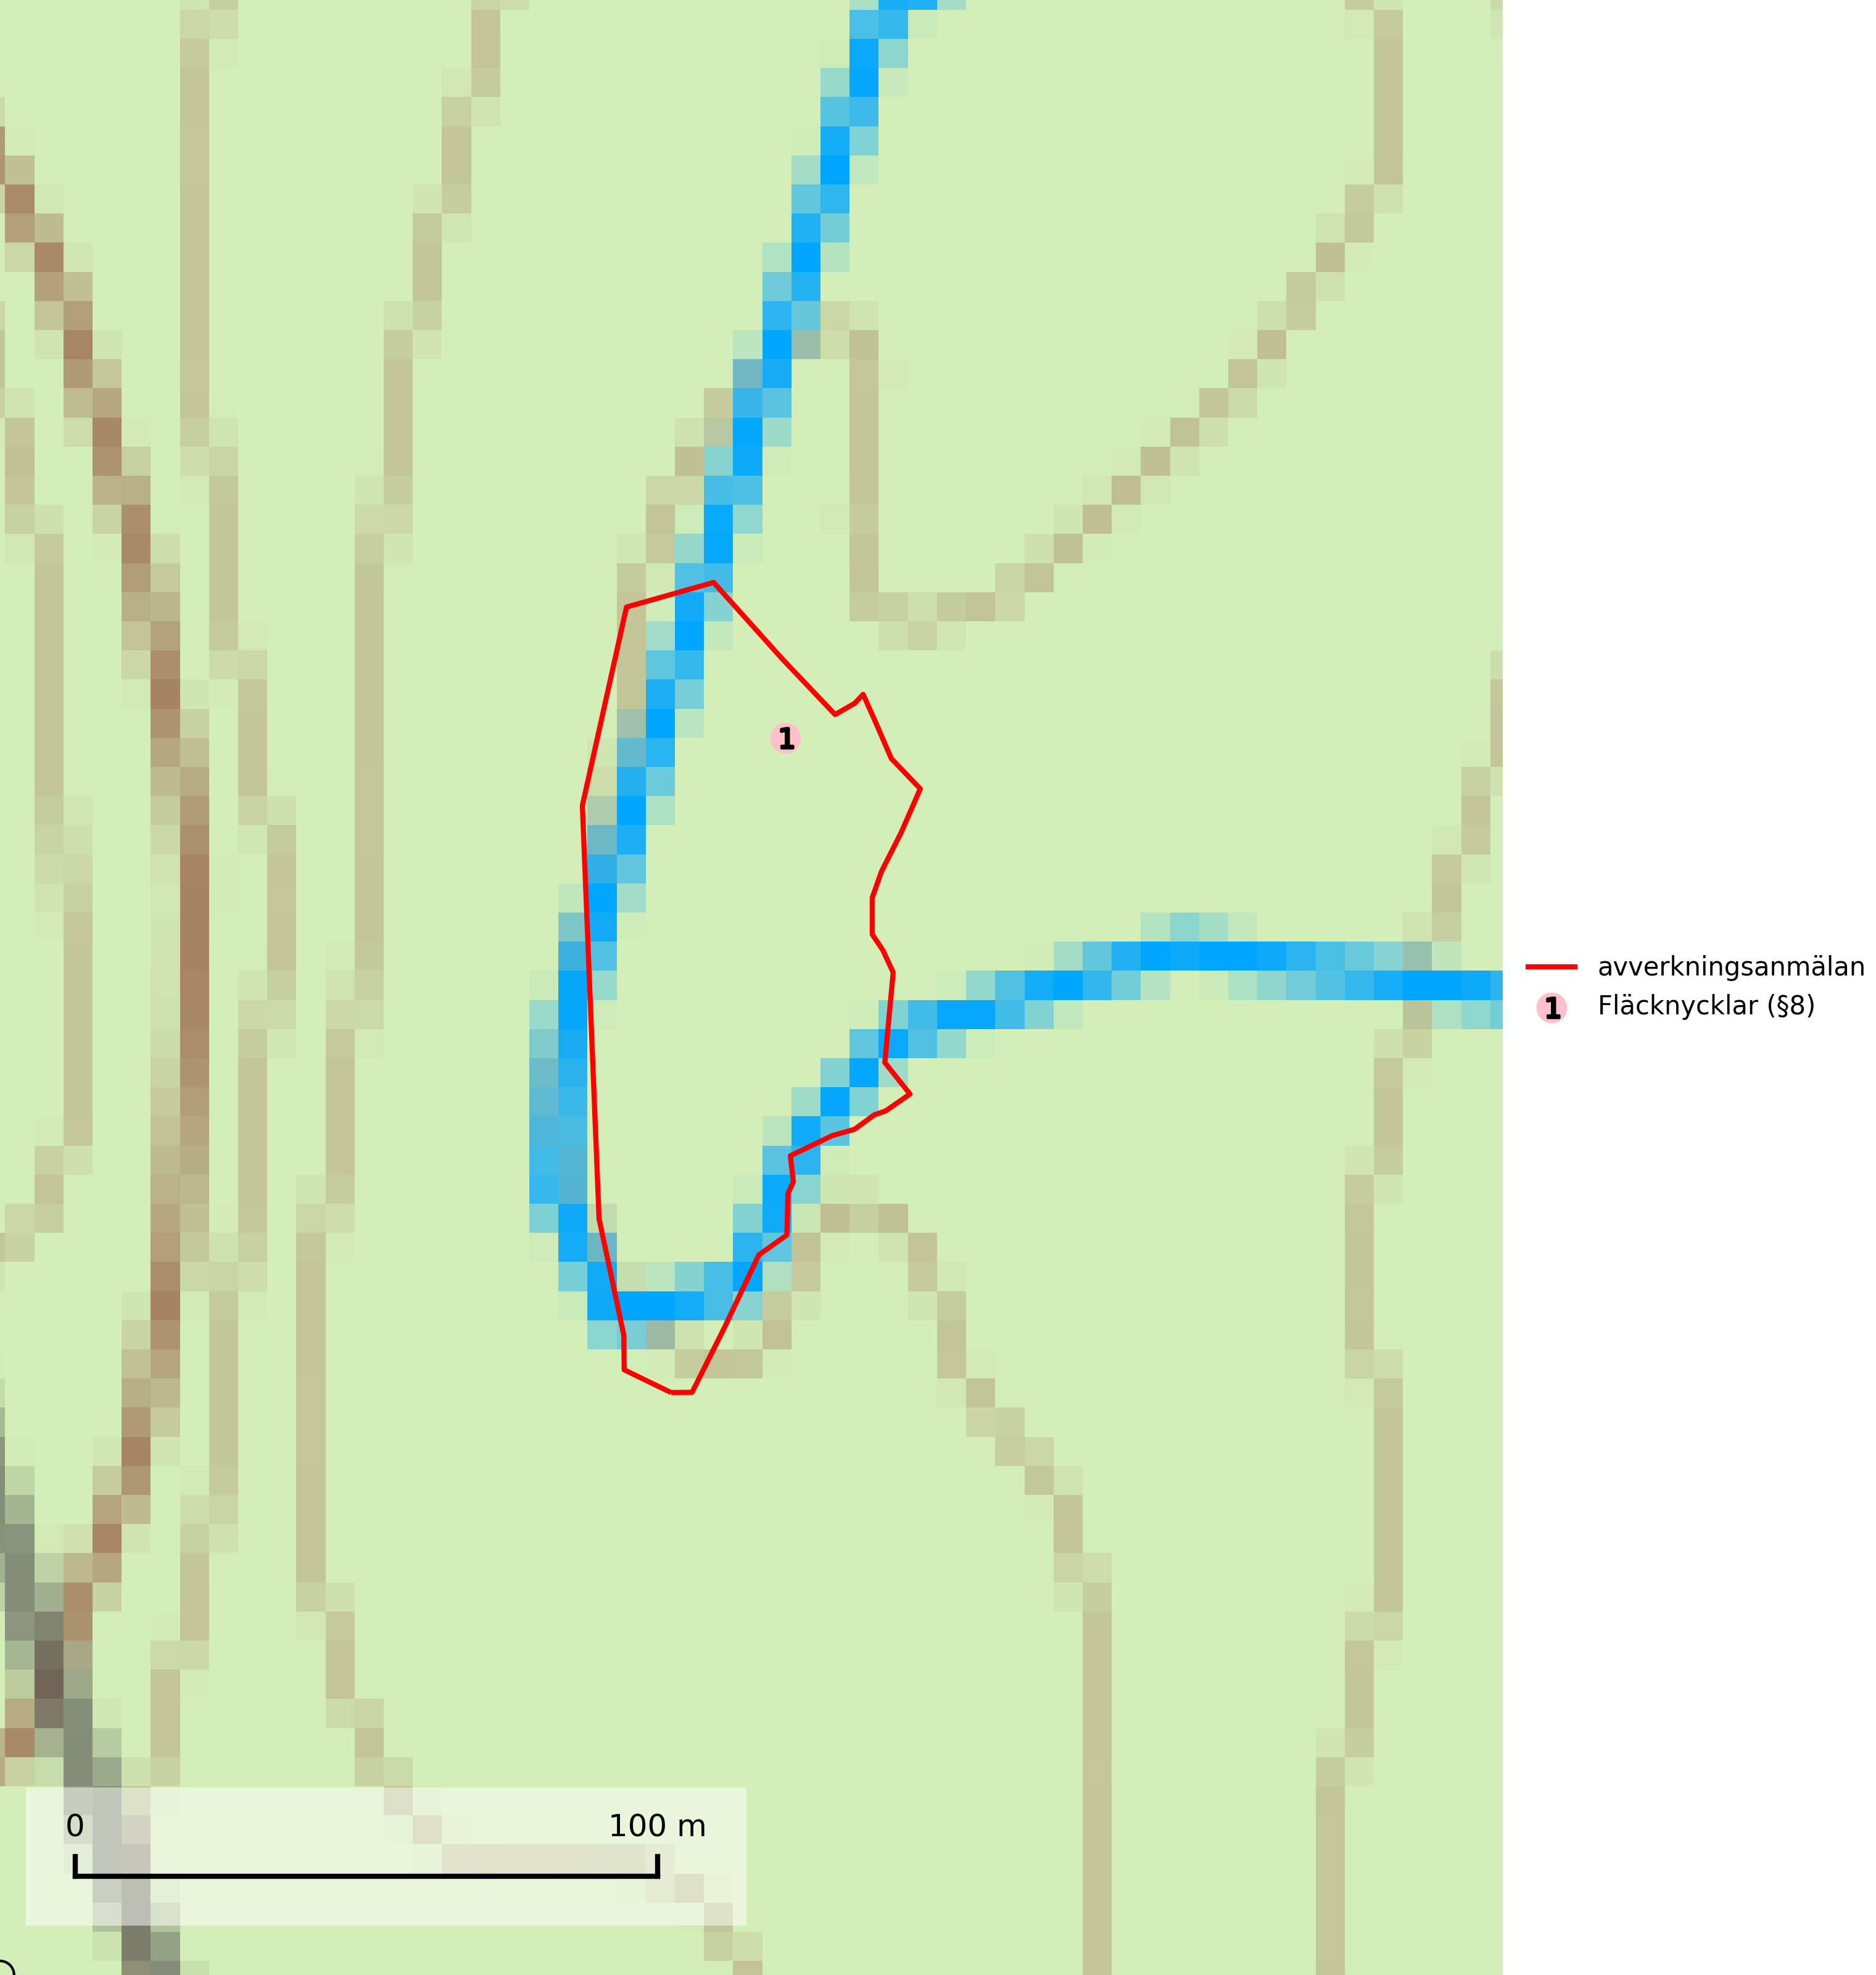 1
avverkningsanmälan
1 Fläcknycklar (§8)
0 100 m